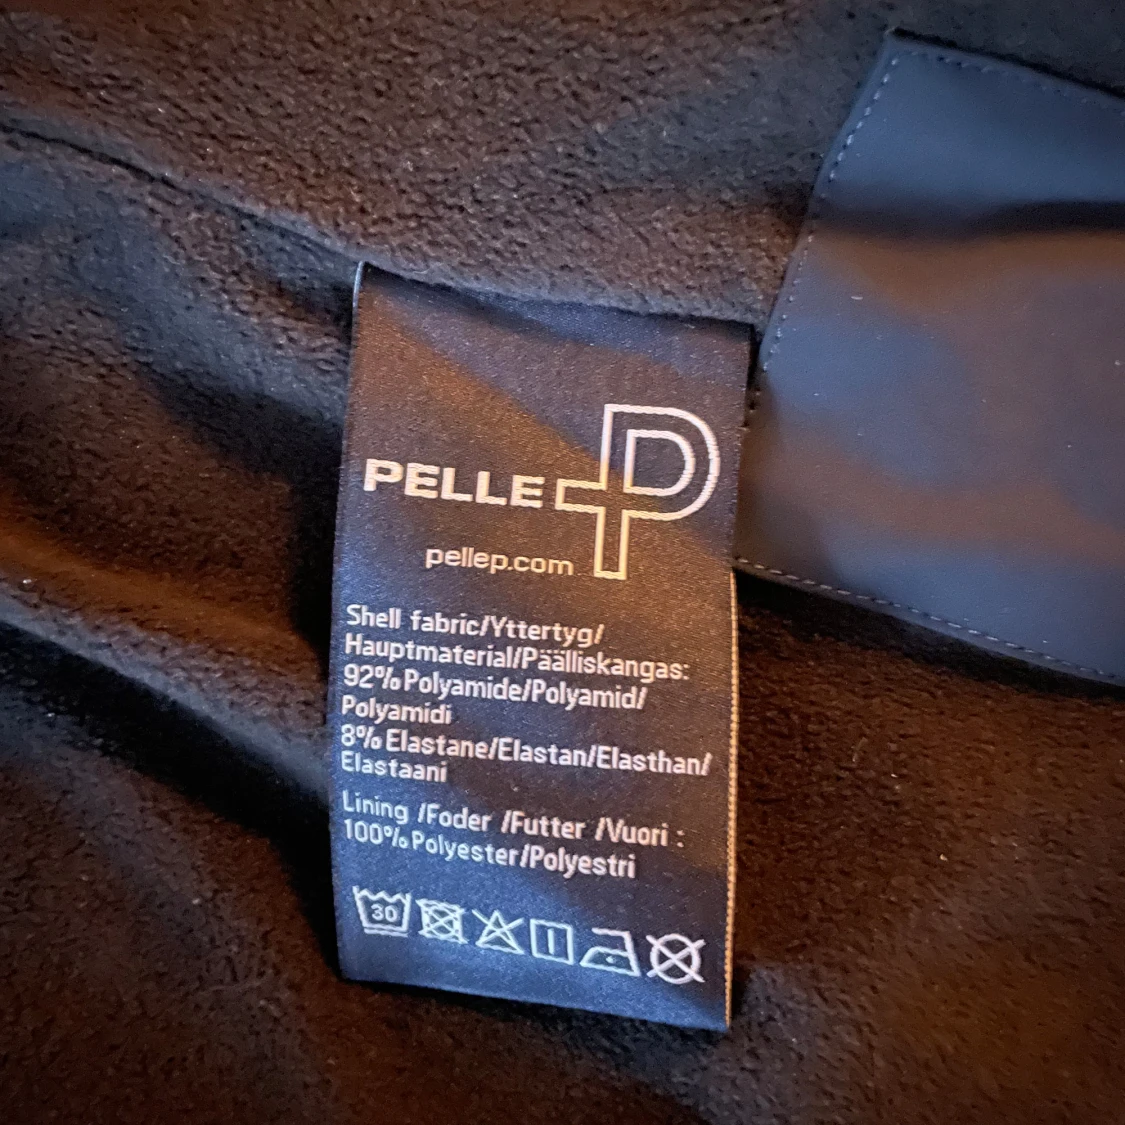 PELLE P
pellep.com
Shell fabric/Yttertyg/
Hauptmaterial/Päälliskangas:
92% Polyamide/Polyamid/
Polyamidi
8% Elastane/Elastan/Elasthan/
Elastaani
Lining /Foder /Futter /Vuori :
100% Polyester/Polyestri
30